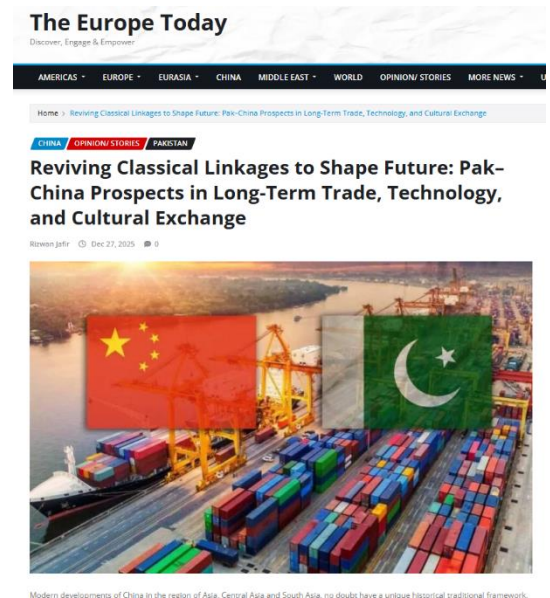 The Europe Today
Discover, Engage & Empower
AMERICAS EUROPE EURASIA CHINA MIDDLE EAST WORLD OPINION/ STORIES MORE NEWS U
Home › Reviving Classical Linkages to Shape Future: Pak–China Prospects in Long-Term Trade, Technology, and Cultural Exchange
CHINA OPINION/ STORIES PAKISTAN
Reviving Classical Linkages to Shape Future: Pak–
China Prospects in Long-Term Trade, Technology,
and Cultural Exchange
Rizwan Jafir Dec 27, 2025 0
Modern developments of China in the region of Asia, Central Asia and South Asia, no doubt have a unique historical traditional framework,